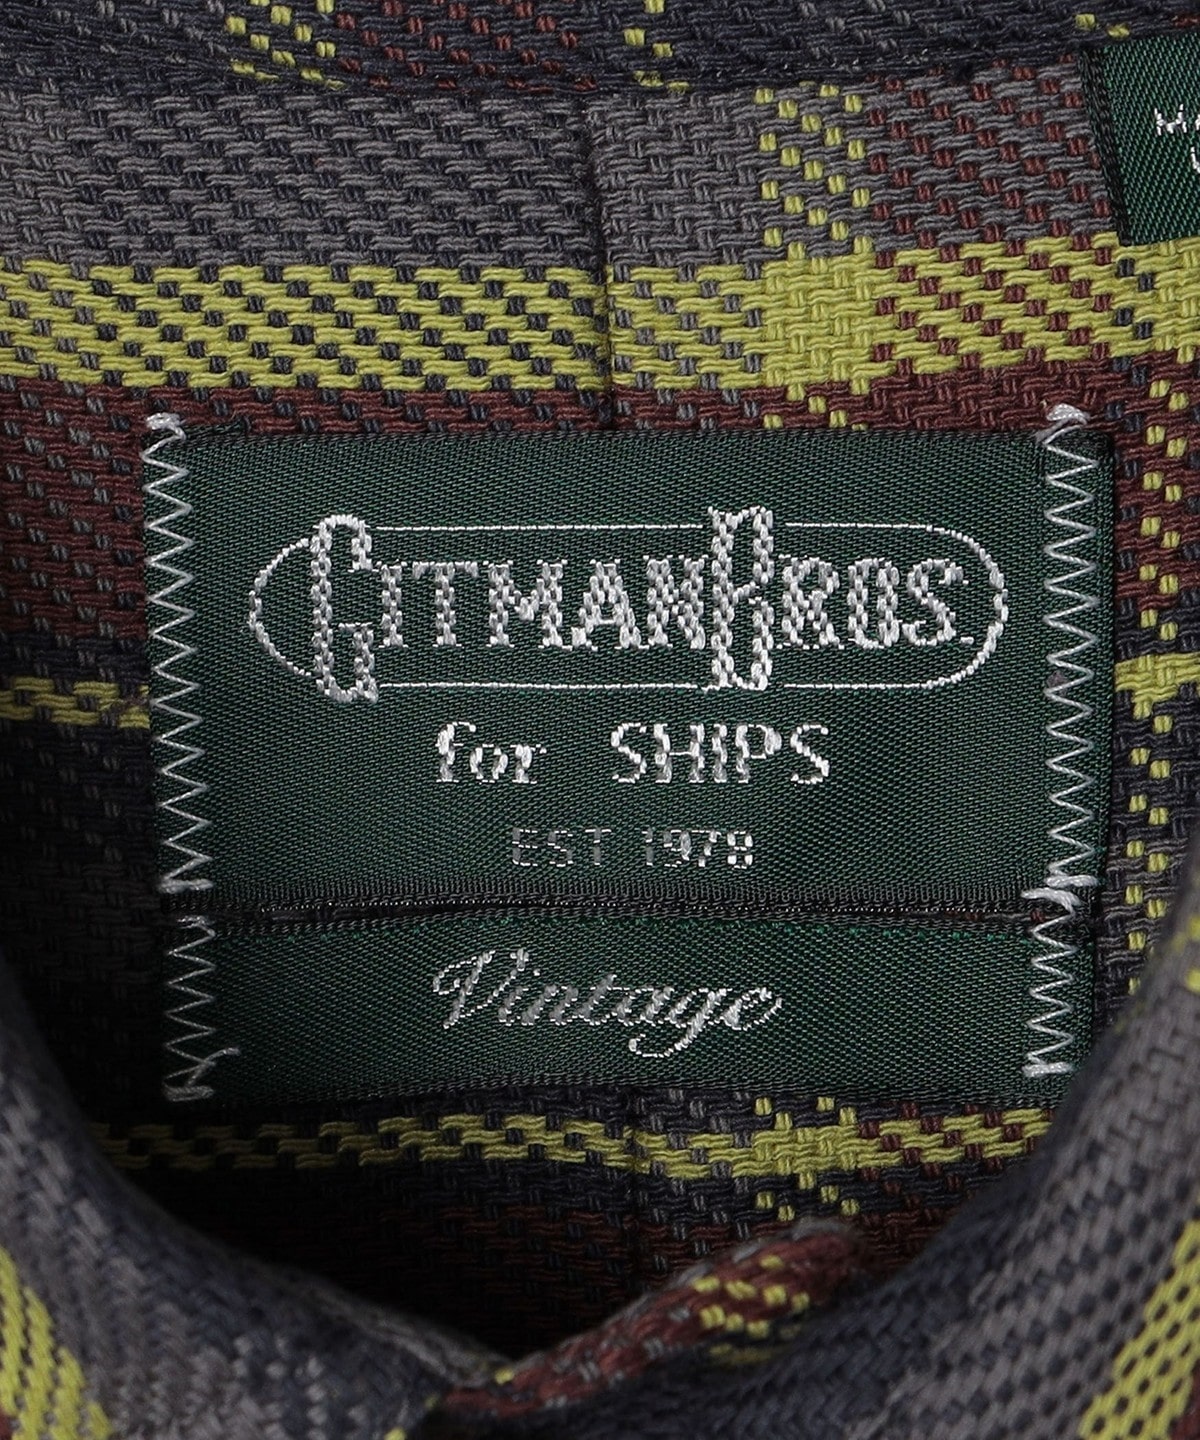 GITMAN BROS.
for SHIPS
EST 1978
Vintage